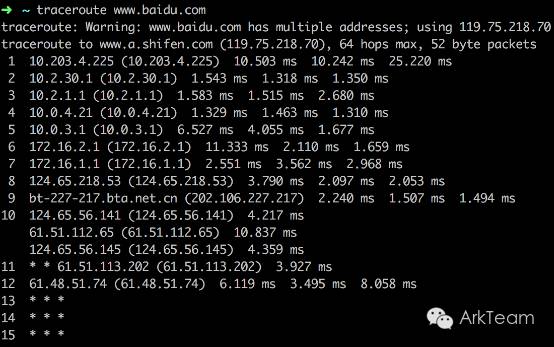 ➜ ~ traceroute www.baidu.com
traceroute: Warning: www.baidu.com has multiple addresses; using 119.75.218.70
traceroute to www.a.shifen.com (119.75.218.70), 64 hops max, 52 byte packets
1 10.203.4.225 (10.203.4.225) 10.503 ms 10.242 ms 25.220 ms
2 10.2.30.1 (10.2.30.1) 1.543 ms 1.318 ms 1.350 ms
3 10.2.1.1 (10.2.1.1) 1.583 ms 1.515 ms 2.680 ms
4 10.0.4.21 (10.0.4.21) 1.329 ms 1.463 ms 1.310 ms
5 10.0.3.1 (10.0.3.1) 6.527 ms 4.055 ms 1.677 ms
6 172.16.2.1 (172.16.2.1) 11.333 ms 2.110 ms 1.659 ms
7 172.16.1.1 (172.16.1.1) 2.551 ms 3.562 ms 2.968 ms
8 124.65.218.53 (124.65.218.53) 3.790 ms 2.097 ms 2.053 ms
9 bt-227-217.bta.net.cn (202.106.227.217) 2.240 ms 1.507 ms 1.494 ms
10 124.65.56.141 (124.65.56.141) 4.217 ms
61.51.112.65 (61.51.112.65) 10.837 ms
124.65.56.145 (124.65.56.145) 4.359 ms
11 * * 61.51.113.202 (61.51.113.202) 3.927 ms
12 61.48.51.74 (61.48.51.74) 6.119 ms 3.495 ms 8.058 ms
13 * * *
14 * * *
15 * * *
ArkTeam